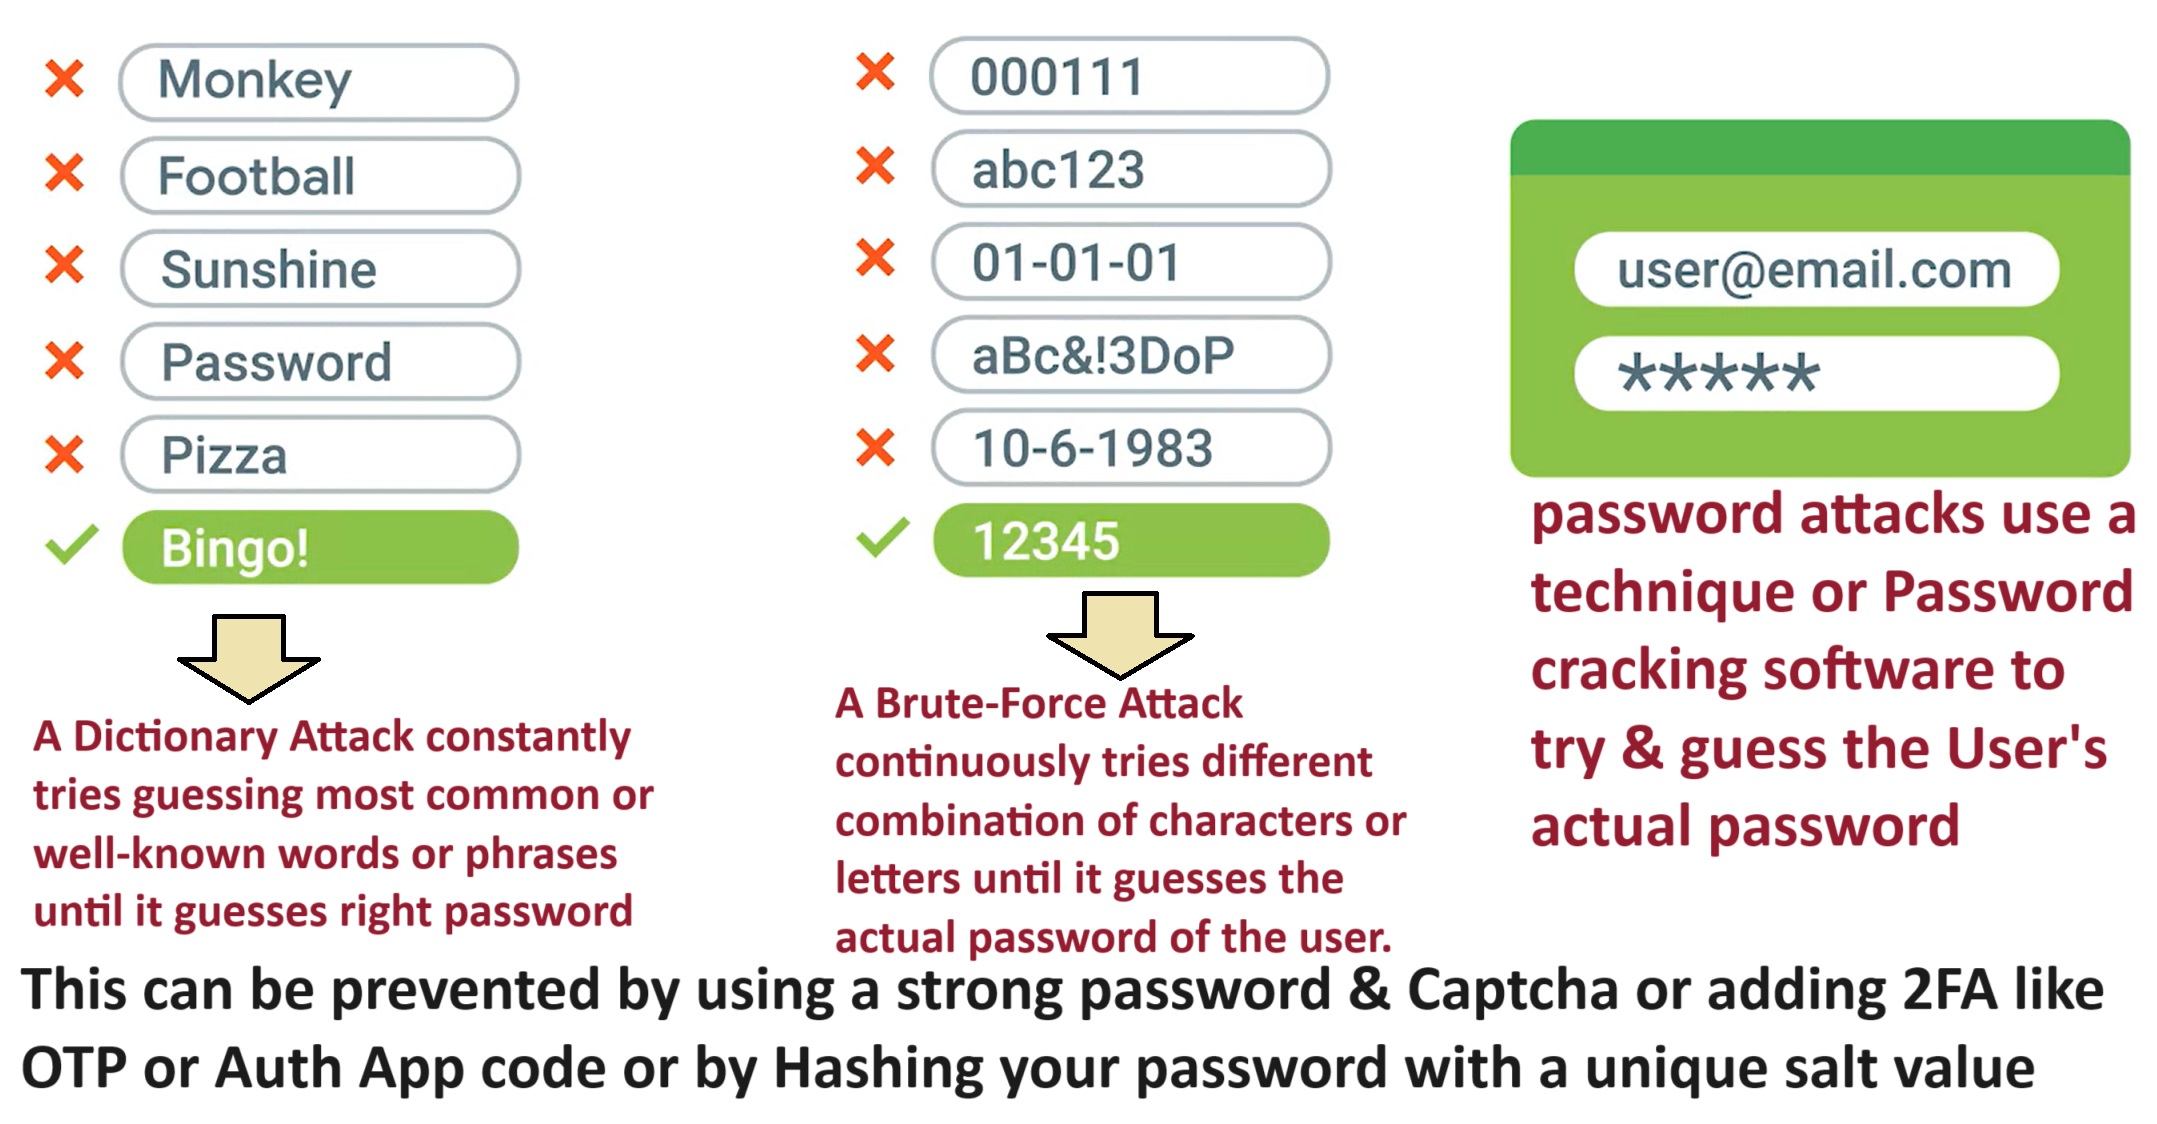 Monkey
Football
Sunshine
Password
Pizza
Bingo!
A Dictionary Attack constantly
tries guessing most common or
well-known words or phrases
until it guesses right password
000111
abc123
01-01-01
aBc&!3DoP
10-6-1983
12345
A Brute-Force Attack
continuously tries different
combination of characters or
letters until it guesses the
actual password of the user.
user@email.com
*****
password attacks use a
technique or Password
cracking software to
try & guess the User's
actual password
This can be prevented by using a strong password & Captcha or adding 2FA like
OTP or Auth App code or by Hashing your password with a unique salt value